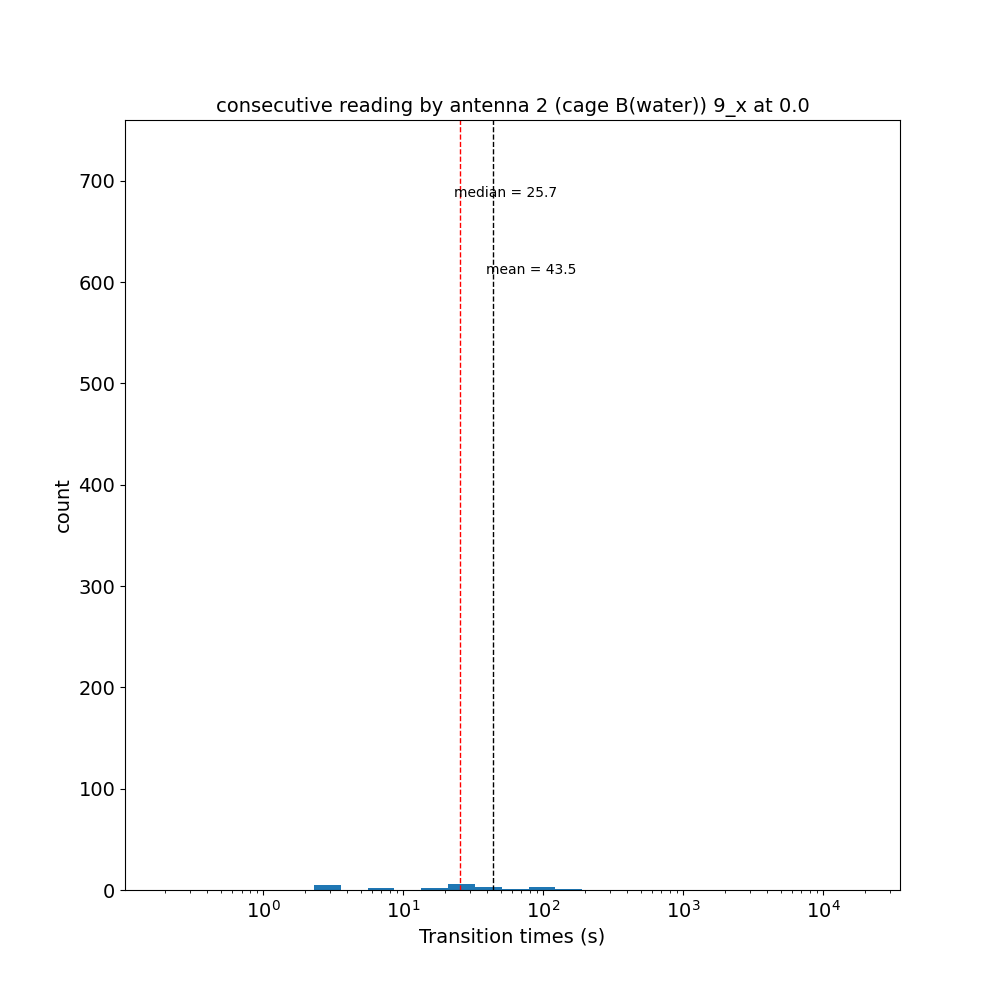 consecutive reading by antenna 2 (cage B(water)) 9_x at 0.0
700
600
500
400
300
200
100
0
count
median = 25.7
mean = 43.5
10^0 10^1 10^2 10^3 10^4
Transition times (s)